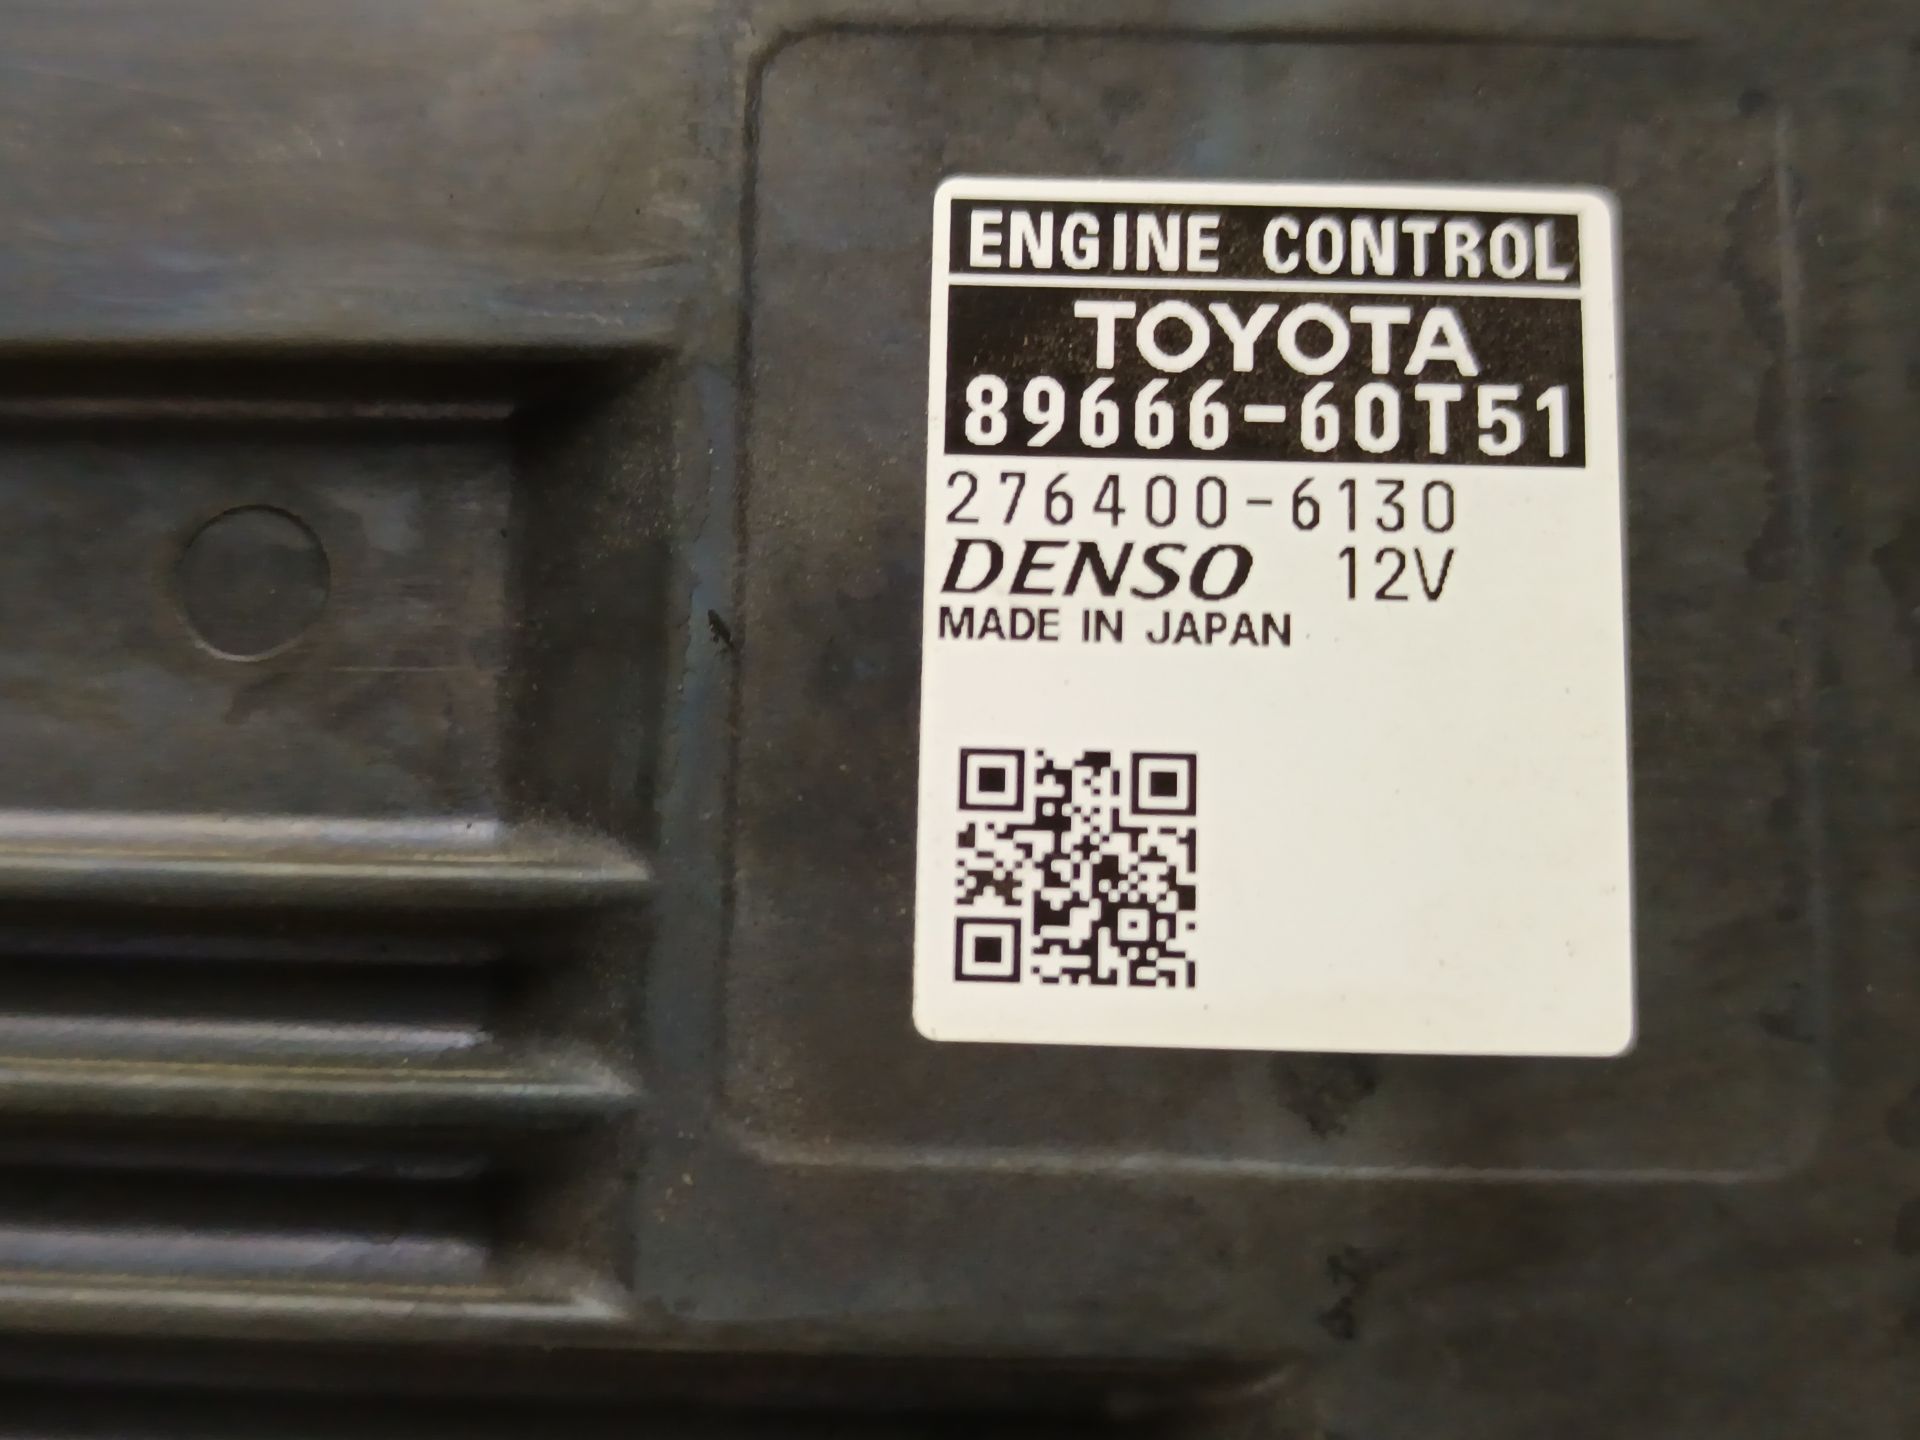 ENGINE CONTROL
TOYOTA
89666-60T51
276400-6130
DENSO 12V
MADE IN JAPAN